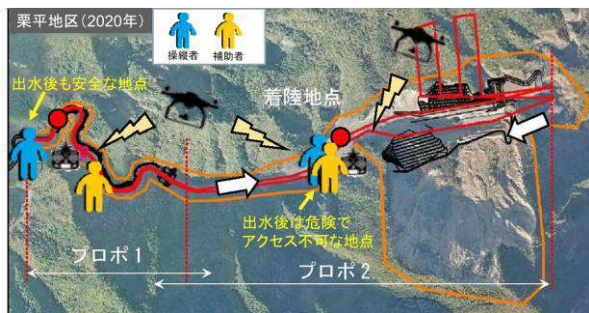 栗平地区(2020年)
操縦者
補助者
出水後も安全な地点
着陸地点
出水後は危険で
アクセス不可な地点
プロポ1
プロポ2